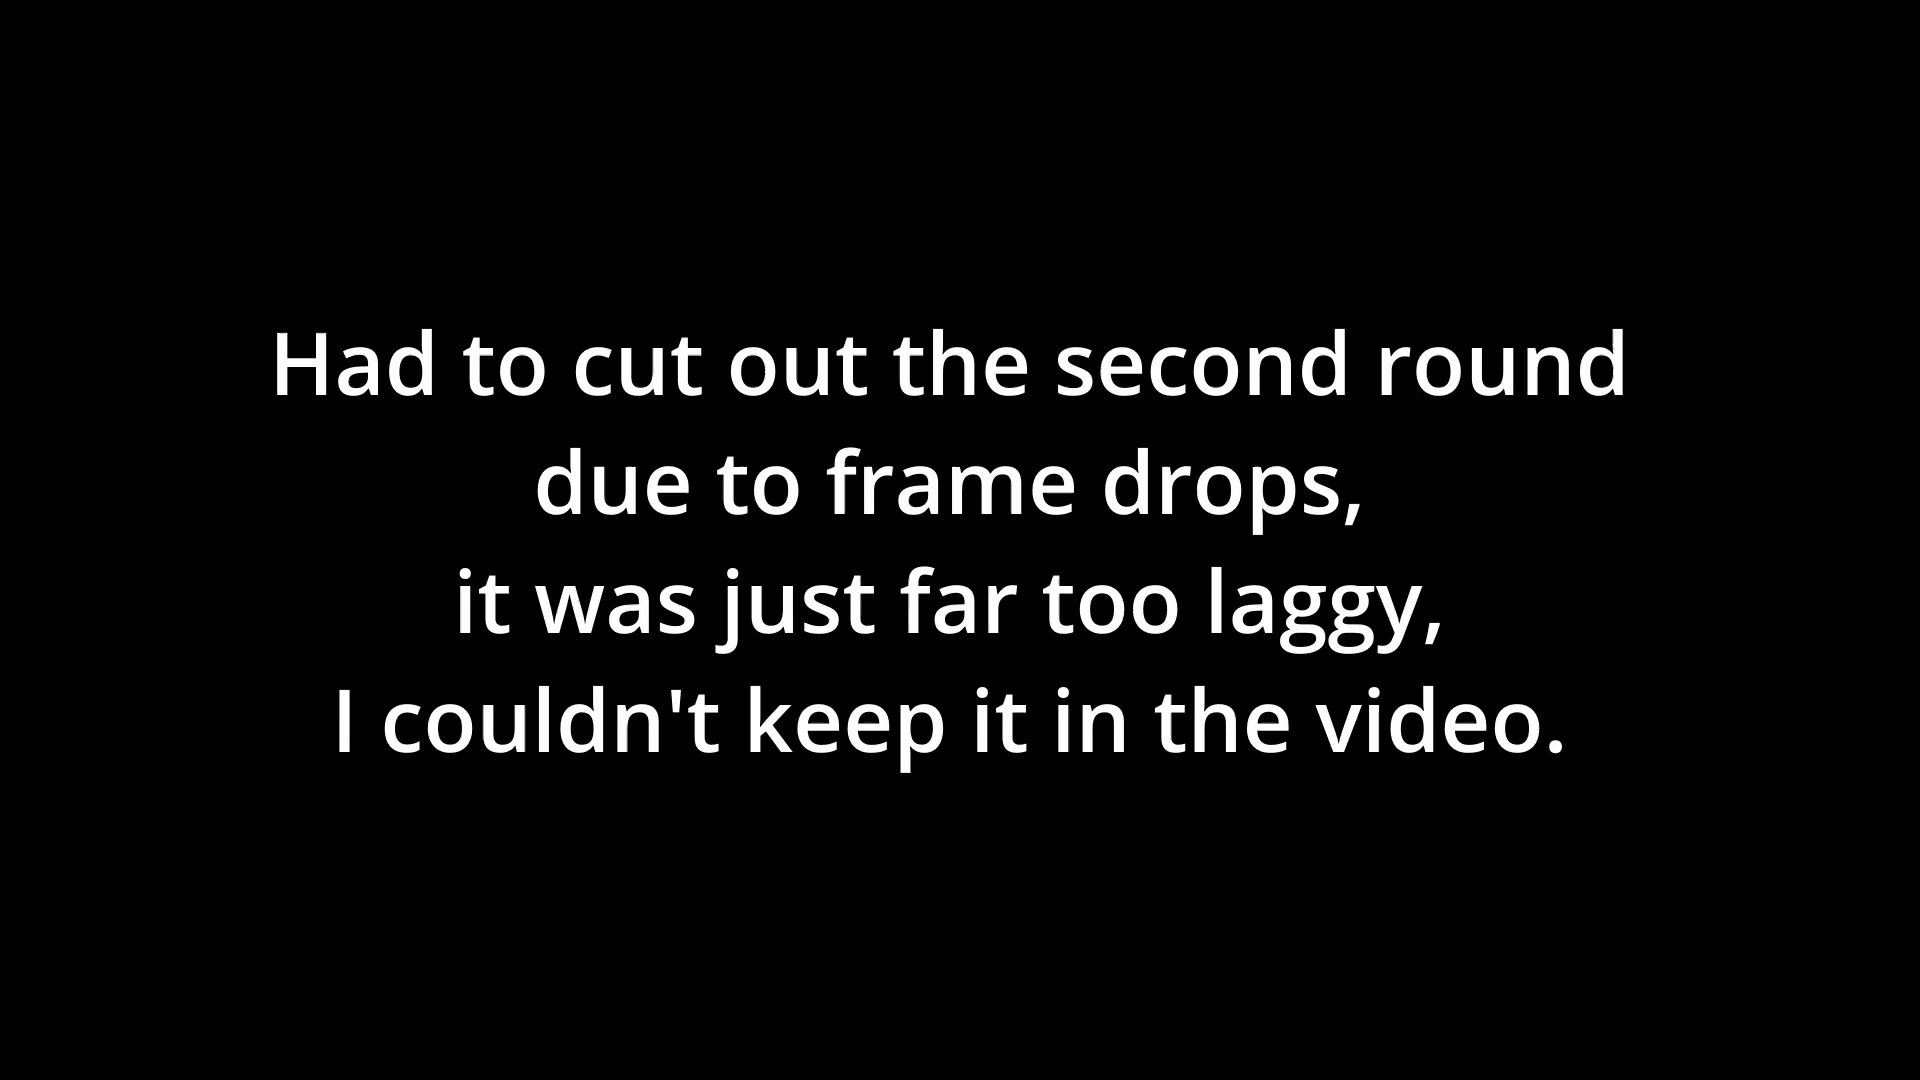 Had to cut out the second round
due to frame drops,
it was just far too laggy,
I couldn't keep it in the video.